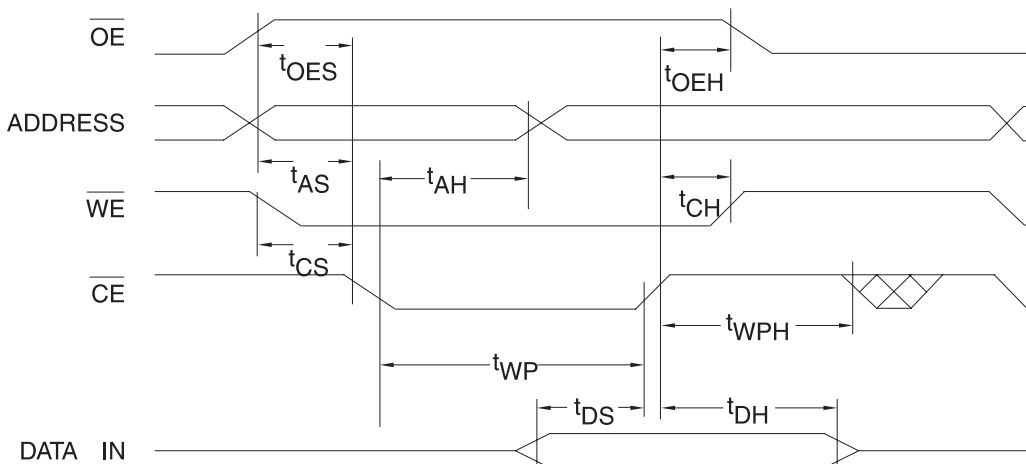 OE
tOES
tOEH
ADDRESS
tAS
tAH
WE
tCH
tCS
CE
tWPH
tWP
tDS
tDH
DATA IN